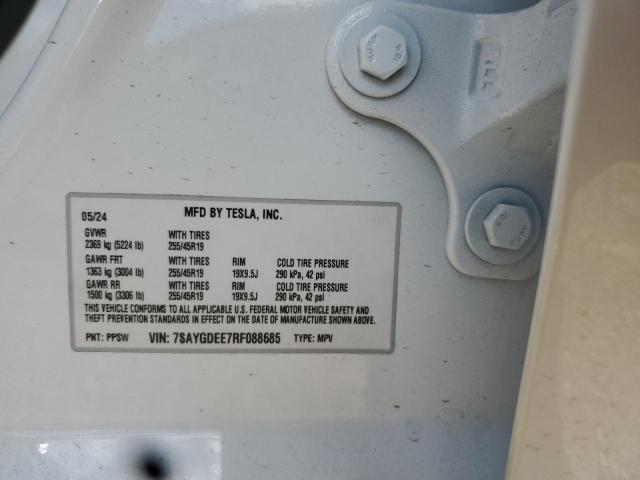 05/24 MFD BY TESLA, INC.
GVWR WITH TIRES
2369 kg (5224 lb) 255/45R19
GAWR FRT WITH TIRES RIM COLD TIRE PRESSURE
1363 kg (3004 lb) 255/45R19 19X9.5J 290 kPa, 42 psi
GAWR RR WITH TIRES RIM COLD TIRE PRESSURE
1500 kg (3306 lb) 255/45R19 19X9.5J 290 kPa, 42 psi
THIS VEHICLE CONFORMS TO ALL APPLICABLE U.S. FEDERAL MOTOR VEHICLE SAFETY AND
THEFT PREVENTION STANDARDS IN EFFECT ON THE DATE OF MANUFACTURE SHOWN ABOVE.
PNT: PPSW VIN: 7SAYGDEE7RF088685 TYPE: MPV